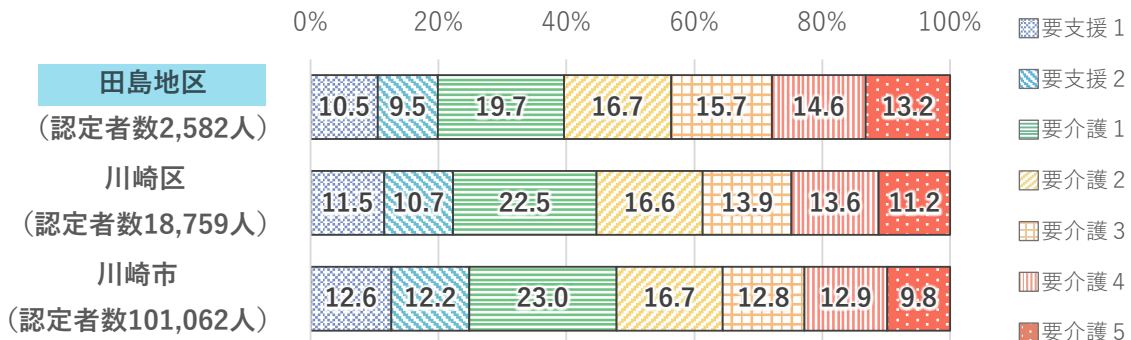 0% 20% 40% 60% 80% 100%
田島地区
（認定者数2,582人）
10.5 9.5 19.7 16.7 15.7 14.6 13.2
川崎区
（認定者数18,759人）
11.5 10.7 22.5 16.6 13.9 13.6 11.2
川崎市
（認定者数101,062人）
12.6 12.2 23.0 16.7 12.8 12.9 9.8
要支援１
要支援２
要介護１
要介護２
要介護３
要介護４
要介護５